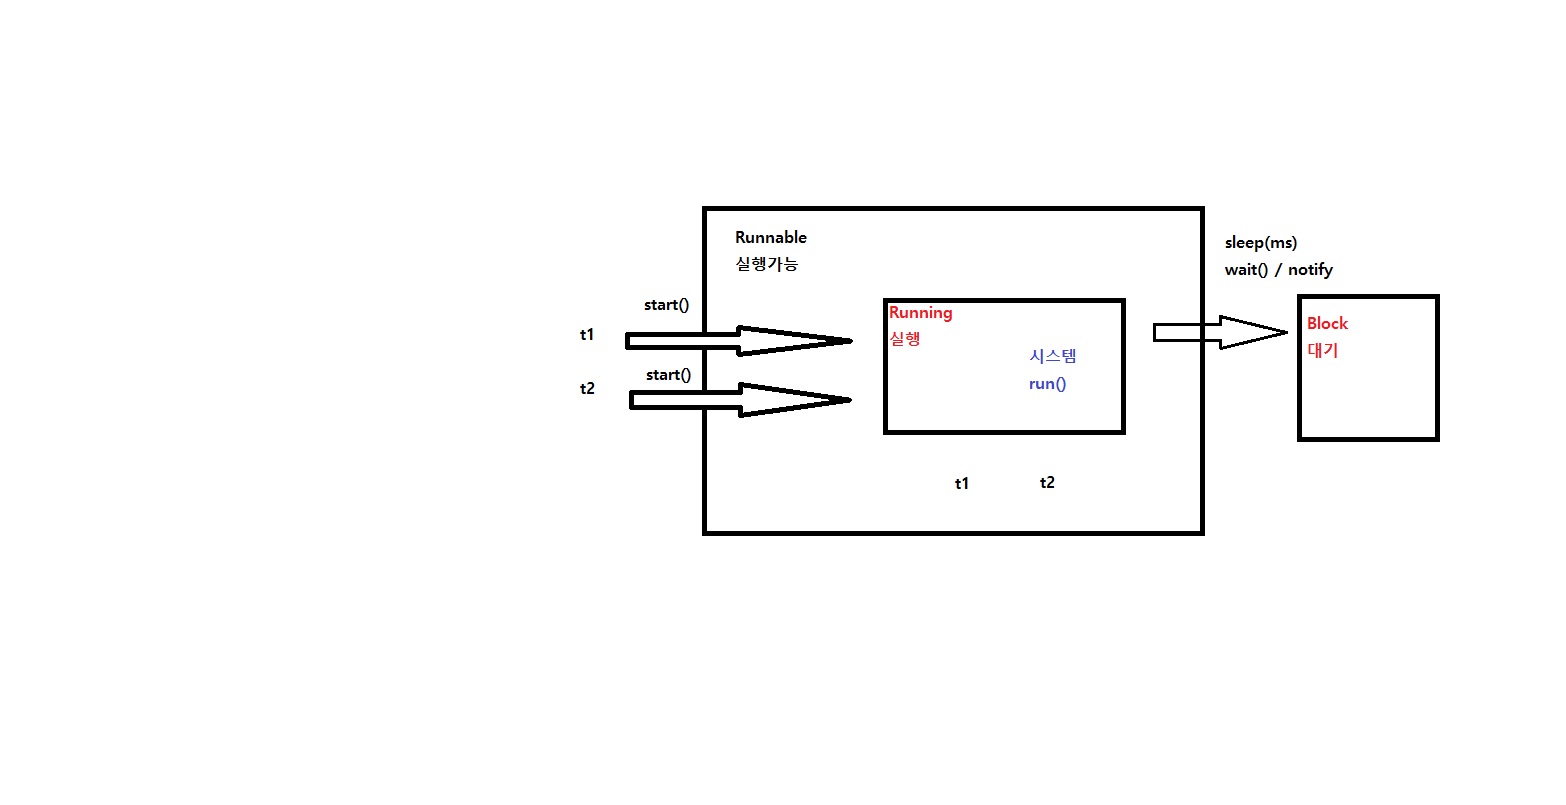 Runnable
실행가능
start()
t1
start()
t2
Running
실행
시스템
run()
t1
t2
sleep(ms)
wait() / notify
Block
대기